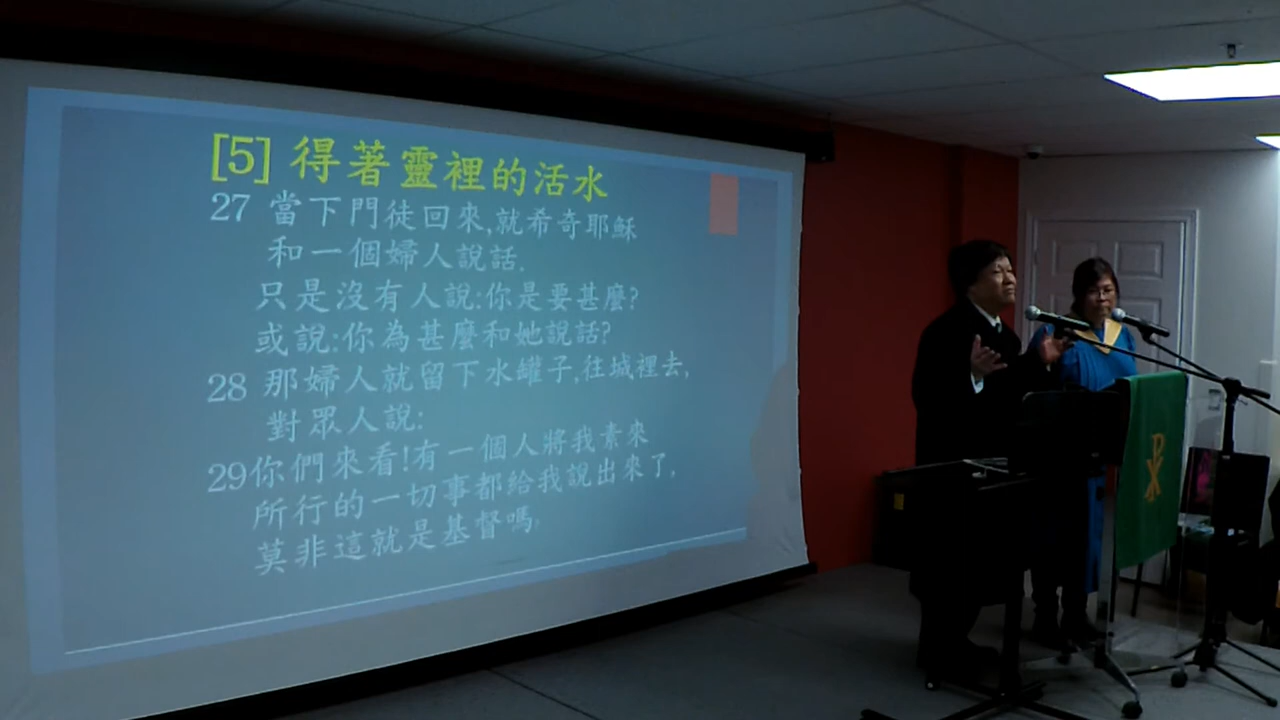 [5] 得著靈裡的活水
27 當下門徒回來,就希奇耶穌
和一個婦人說話.
只是沒有人說:你是要甚麼?
或說:你為甚麼和她說話?
28 那婦人就留下水罐子,往城裡去,
對眾人說:
29你們來看!有一個人將我素來
所行的一切事都給我說出來了,
莫非這就是基督嗎